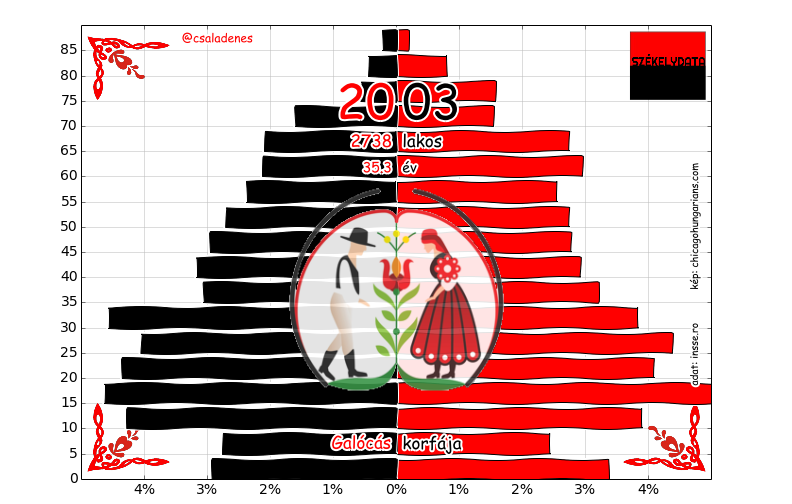 @csaladenes
SZÉKELYDATA
2003
2738 lakos
35.3 év
kép: chicagohungarians.com
adat: insse.ro
Galócás korfája
85
80
75
70
65
60
55
50
45
40
35
30
25
20
15
10
5
0
4% 3% 2% 1% 0% 1% 2% 3% 4%